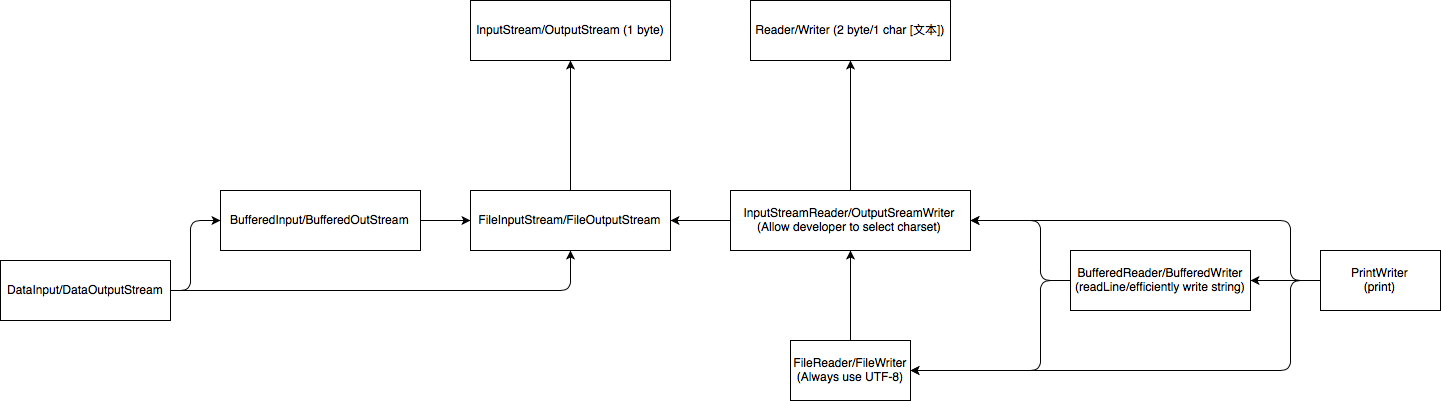 InputStream/OutputStream (1 byte)
Reader/Writer (2 byte/1 char [文本])
BufferedInput/BufferedOutStream
FileInputStream/FileOutputStream
InputStreamReader/OutputSreamWriter
(Allow developer to select charset)
DataInput/DataOutputStream
BufferedReader/BufferedWriter
(readLine/efficiently write string)
PrintWriter
(print)
FileReader/FileWriter
(Always use UTF-8)